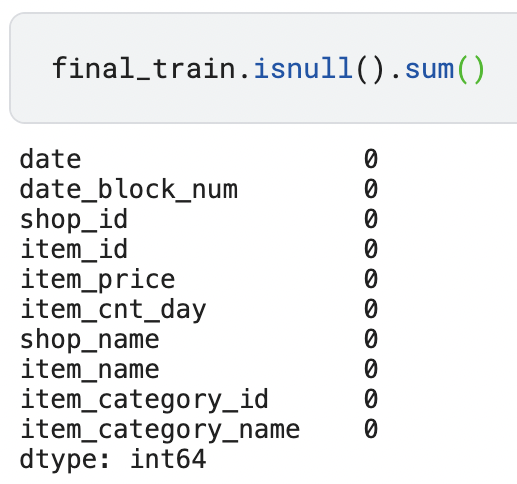 final_train.isnull().sum()
date 0
date_block_num 0
shop_id 0
item_id 0
item_price 0
item_cnt_day 0
shop_name 0
item_name 0
item_category_id 0
item_category_name 0
dtype: int64